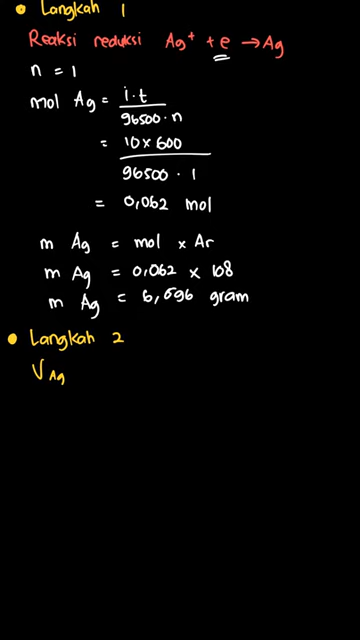 • Langkah 1
Reaksi reduksi Ag⁺ + e → Ag
n = 1
mol Ag = i.t
96500 . n
= 10 × 600
96500 . 1
= 0,062 mol
m Ag = mol × Ar
m Ag = 0,062 × 108
m Ag = 6,696 gram
• Langkah 2
V Ag